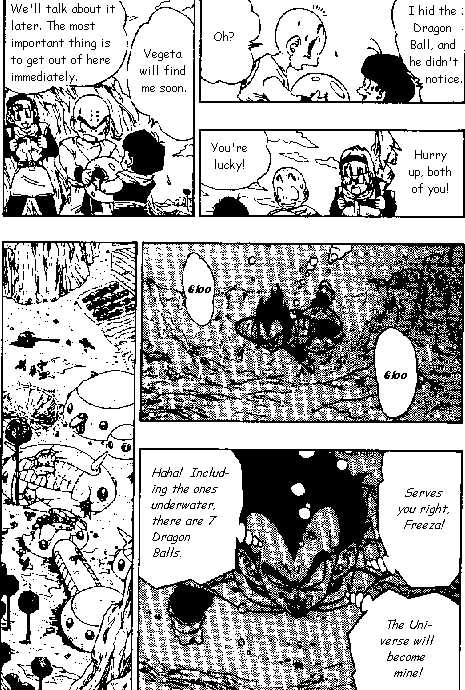 I hid the
Dragon
Ball, and
he didn't
notice.
Oh?
Hurry
up, both
of you!
You're
lucky!
Vegeta
will find
me soon.
We'll talk about it
later. The most
important thing is
to get out of here
immediately.
Gloo
Gloo
Serves
you right,
Freeza!
The Uni-
verse will
become
mine!
Haha! Includ-
ing the ones
underwater,
there are 7
Dragon
Balls.